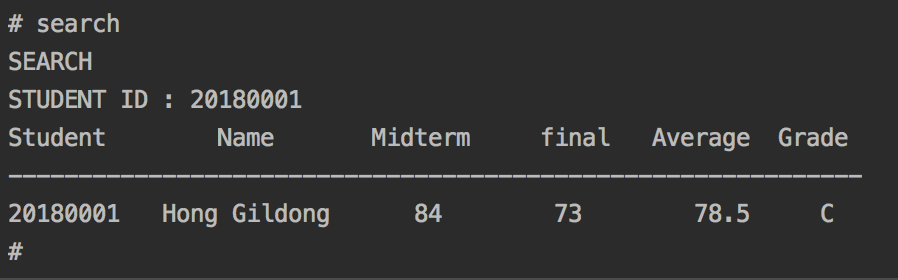 # search
SEARCH
STUDENT ID : 20180001
Student        Name       Midterm     final   Average  Grade
-------------------------------------------------------------
20180001   Hong Gildong      84        73        78.5     C
#